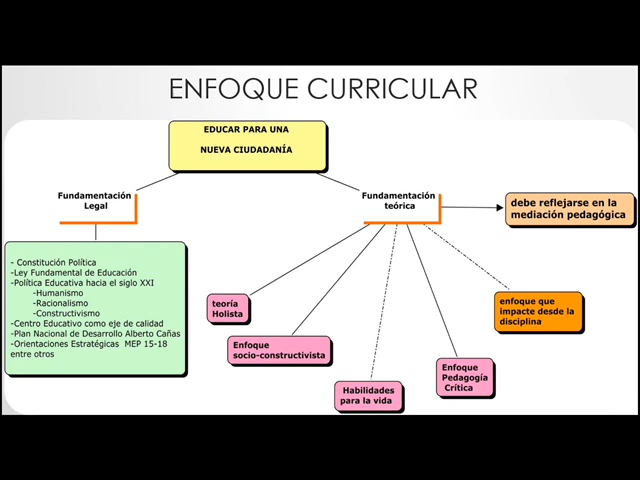 ENFOQUE CURRICULAR
EDUCAR PARA UNA
NUEVA CIUDADANÍA
Fundamentación
Legal
Fundamentación
teórica
debe reflejarse en la
mediación pedagógica
- Constitución Política
-Ley Fundamental de Educación
-Política Educativa hacia el siglo XXI
-Humanismo
-Racionalismo
-Constructivismo
-Centro Educativo como eje de calidad
-Plan Nacional de Desarrollo Alberto Cañas
-Orientaciones Estratégicas MEP 15-18
entre otros
teoría
Holista
Enfoque
socio-constructivista
Habilidades
para la vida
Enfoque
Pedagogía
Crítica
enfoque que
impacte desde la
disciplina